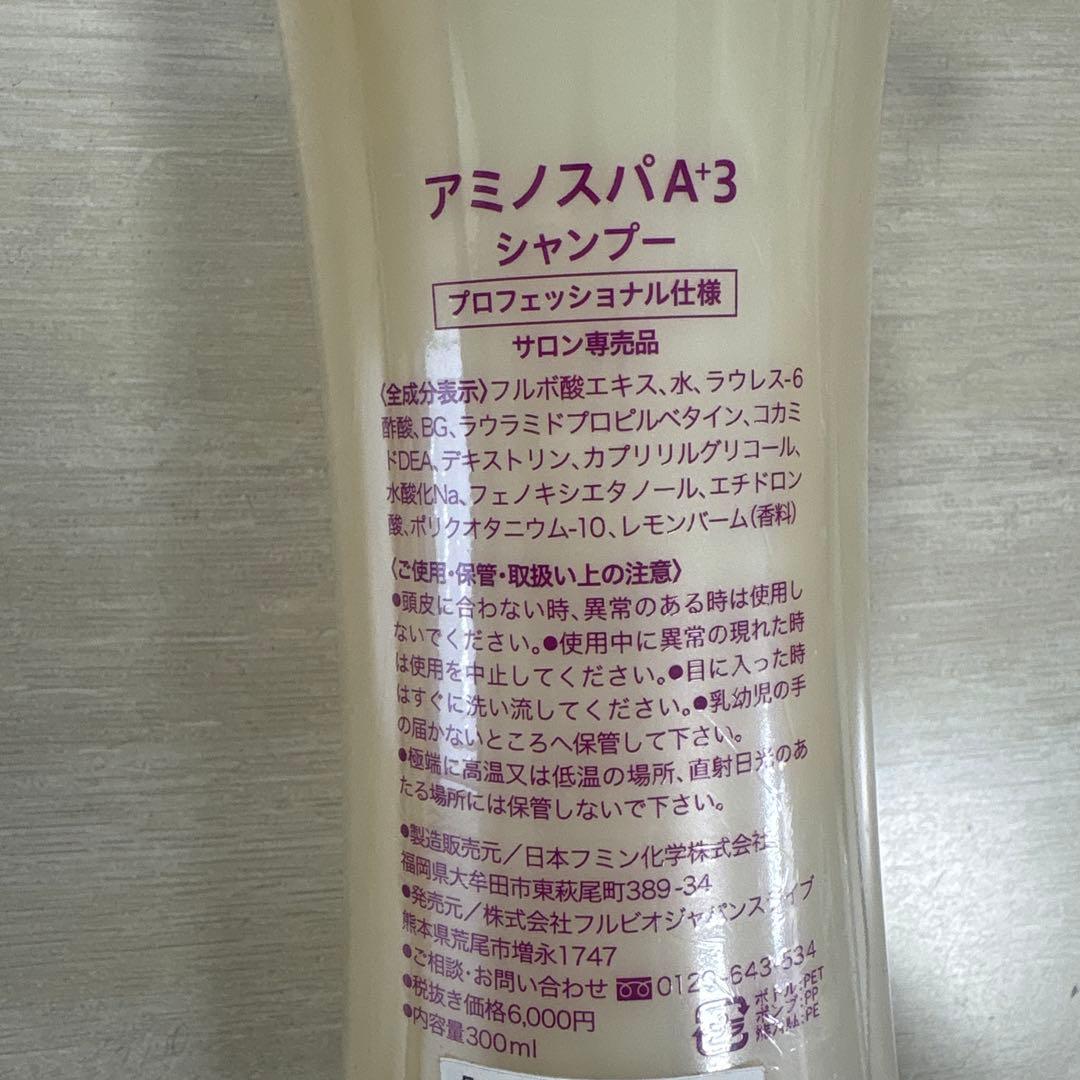 アミノスパA⁺3
シャンプー
プロフェッショナル仕様
サロン専売品
〈全成分表示〉フルボ酸エキス、水、ラウレス-6
酢酸、BG、ラウラミドプロピルベタイン、コカミ
ドDEA、デキストリン、カプリリルグリコール、
水酸化Na、フェノキシエタノール、エチドロン
酸、ポリクオタニウム-10、レモンバーム(香料)
〈ご使用・保管・取扱い上の注意〉
●頭皮に合わない時、異常のある時は使用し
ないでください。●使用中に異常の現れた時
は使用を中止してください。●目に入った時
はすぐに洗い流してください。●乳幼児の手
の届かないところへ保管して下さい。
●極端に高温又は低温の場所、直射日光のあ
たる場所には保管しないで下さい。
●製造販売元／日本フミン化学株式会社
福岡県大牟田市東萩尾町389-34
●発売元／株式会社フルビオジャパンスライブ
熊本県荒尾市増永1747
●ご相談・お問い合わせ 0120-643-534
●税抜き価格6,000円
●内容量300ml
ボトル:PET
ポンプ:PP
:PE